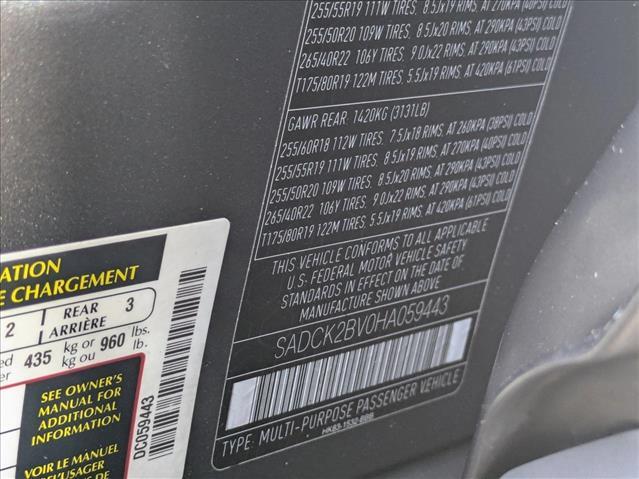 255/55R19 111W TIRES, 8.5Jx19 RIMS, AT 270KPA (40PSI) COLD
255/50R20 109W TIRES, 8.5Jx20 RIMS, AT 290KPA (43PSI) COLD
265/40R22 106Y TIRES, 9.0Jx22 RIMS, AT 290KPA (43PSI) COLD
T175/80R19 122M TIRES, 5.5Jx19 RIMS, AT 420KPA (61PSI) COLD
GAWR REAR: 1420KG (3131LB)
255/60R18 112W TIRES, 7.5Jx18 RIMS, AT 260KPA (38PSI) COLD
255/55R19 111W TIRES, 8.5Jx19 RIMS, AT 270KPA (40PSI) COLD
255/50R20 109W TIRES, 8.5Jx20 RIMS, AT 290KPA (43PSI) COLD
265/40R22 106Y TIRES, 9.0Jx22 RIMS, AT 290KPA (43PSI) COLD
T175/80R19 122M TIRES, 5.5Jx19 RIMS, AT 420KPA (61PSI) COLD
THIS VEHICLE CONFORMS TO ALL APPLICABLE
U.S. FEDERAL MOTOR VEHICLE SAFETY
STANDARDS IN EFFECT ON THE DATE OF
MANUFACTURE SHOWN ABOVE.
SADCK2BV0HA059443
TYPE: MULTI-PURPOSE PASSENGER VEHICLE
HK83-1532-BBB
CHARGEMENT
2 REAR 3
ARRIÈRE
435 kg or 960 lbs.
kg ou lb.
SEE OWNER'S
MANUAL FOR
ADDITIONAL
INFORMATION
VOIR LE MANUEL
DC059443